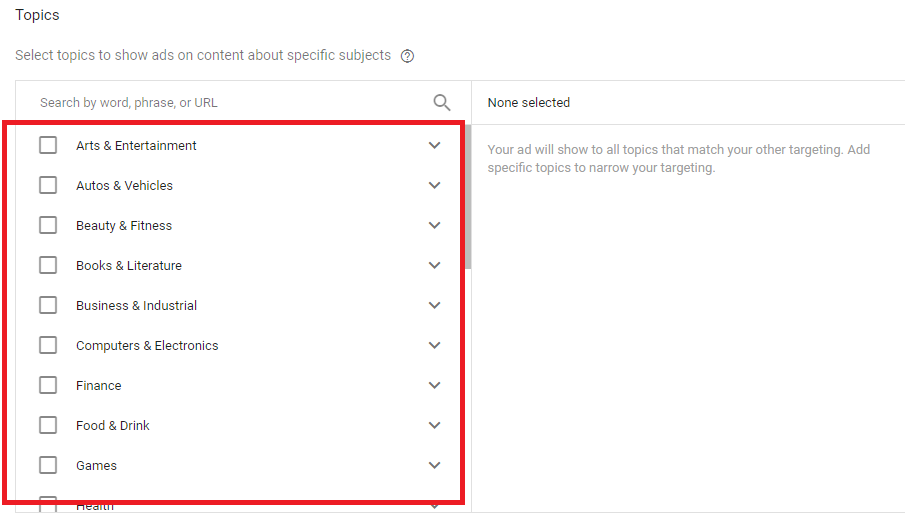 Topics
Select topics to show ads on content about specific subjects
Search by word, phrase, or URL
None selected
Arts & Entertainment
Your ad will show to all topics that match your other targeting. Add
specific topics to narrow your targeting.
Autos & Vehicles
Beauty & Fitness
Books & Literature
Business & Industrial
Computers & Electronics
Finance
Food & Drink
Games
Health